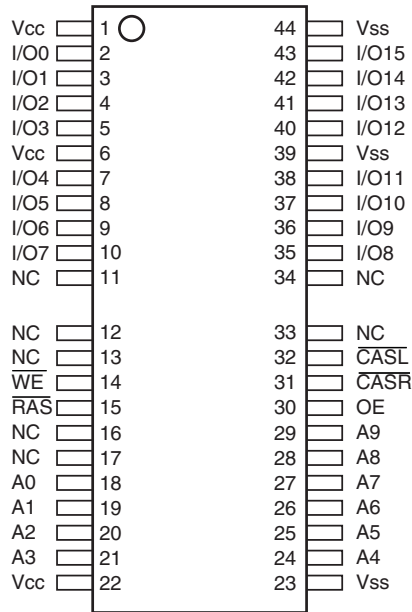 Vcc 1 44 Vss
I/O0 2 43 I/O15
I/O1 3 42 I/O14
I/O2 4 41 I/O13
I/O3 5 40 I/O12
Vcc 6 39 Vss
I/O4 7 38 I/O11
I/O5 8 37 I/O10
I/O6 9 36 I/O9
I/O7 10 35 I/O8
NC 11 34 NC
NC 12 33 NC
NC 13 32 C̅A̅S̅L̅
W̅E̅ 14 31 C̅A̅S̅R̅
R̅A̅S̅ 15 30 OE
NC 16 29 A9
NC 17 28 A8
A0 18 27 A7
A1 19 26 A6
A2 20 25 A5
A3 21 24 A4
Vcc 22 23 Vss